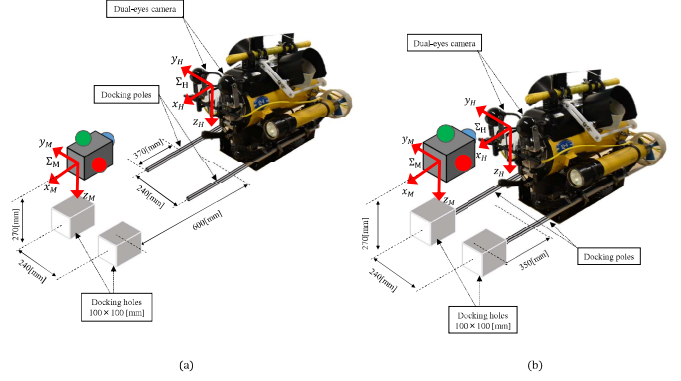 Dual-eyes camera
y_H
Σ_H
x_H
z_H
Docking poles
370[mm]
240[mm]
600[mm]
y_M
Σ_M
x_M
z_M
270[mm]
240[mm]
Docking holes
100×100 [mm]
(a)
Dual-eyes camera
y_H
Σ_H
x_H
z_H
y_M
Σ_M
x_M
z_M
270[mm]
240[mm]
350[mm]
Docking poles
Docking holes
100×100 [mm]
(b)